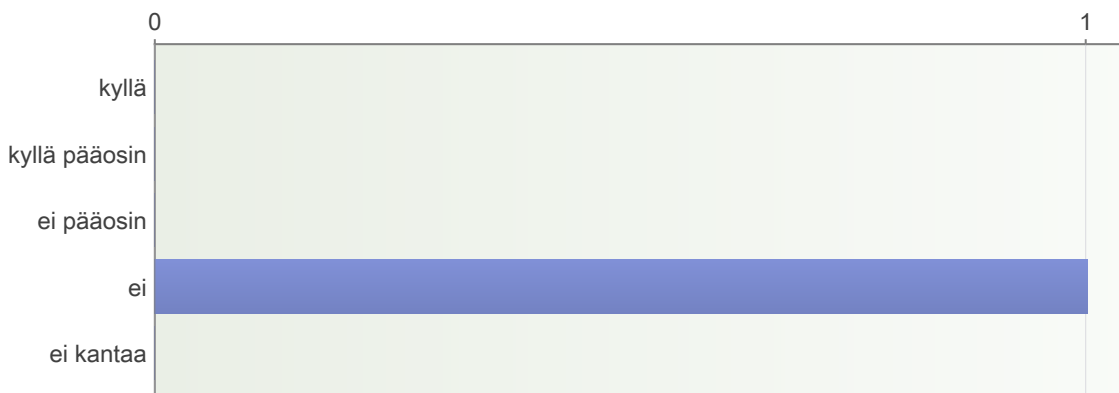 0 1
kyllä
kyllä pääosin
ei pääosin
ei
ei kantaa